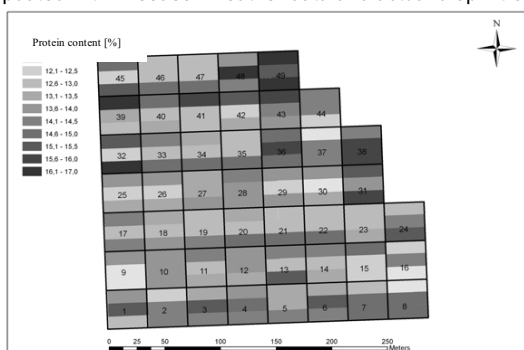 N
Protein content [%]
12,1 - 12,5
12,6 - 13,0
13,1 - 13,5
13,6 - 14,0
14,1 - 14,5
14,6 - 15,0
15,1 - 15,5
15,6 - 16,0
16,1 - 17,0
45 46 47 48 49
39 40 41 42 43 44
32 33 34 35 36 37 38
25 26 27 28 29 30 31
17 18 19 20 21 22 23 24
9 10 11 12 13 14 15 16
1 2 3 4 5 6 7 8
0 25 50 100 150 200 250
Meters